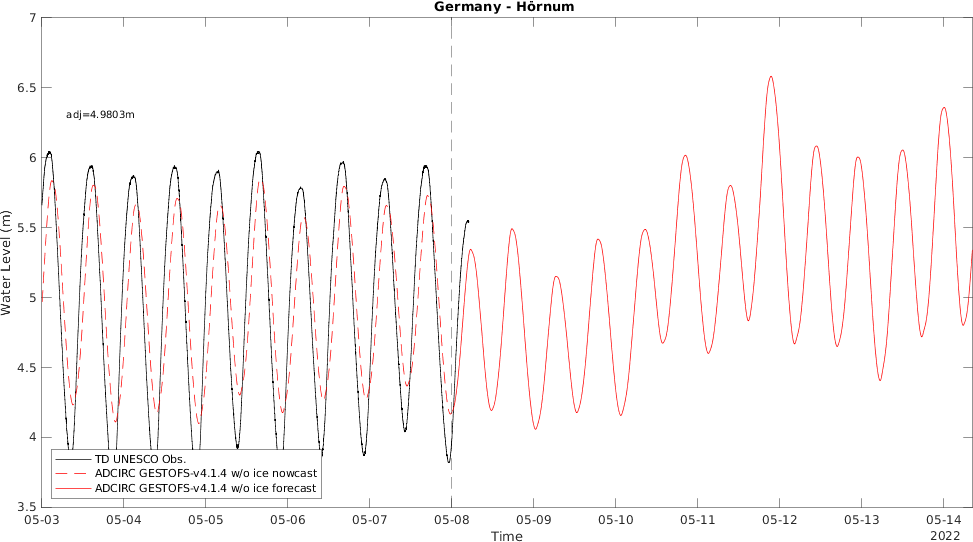 Germany - Hörnum
7
6.5
adj=4.9803m
6
5.5
Water Level (m)
5
4.5
4
TD UNESCO Obs.
ADCIRC GESTOFS-v4.1.4 w/o ice nowcast
ADCIRC GESTOFS-v4.1.4 w/o ice forecast
3.5
05-03 05-04 05-05 05-06 05-07 05-08 05-09 05-10 05-11 05-12 05-13 05-14
Time 2022